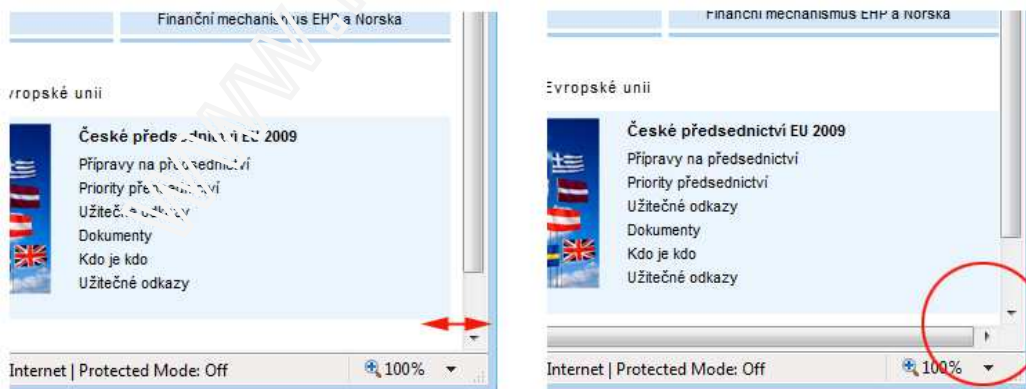 Finanční mechanismus EHP a Norska
vropské unii
České předsednictví EU 2009
Přípravy na předsednictví
Priority předsednictví
Užitečné odkazy
Dokumenty
Kdo je kdo
Užitečné odkazy
Internet | Protected Mode: Off
100%
Finanční mechanismus EHP a Norska
Evropské unii
České předsednictví EU 2009
Přípravy na předsednictví
Priority předsednictví
Užitečné odkazy
Dokumenty
Kdo je kdo
Užitečné odkazy
Internet | Protected Mode: Off
100%